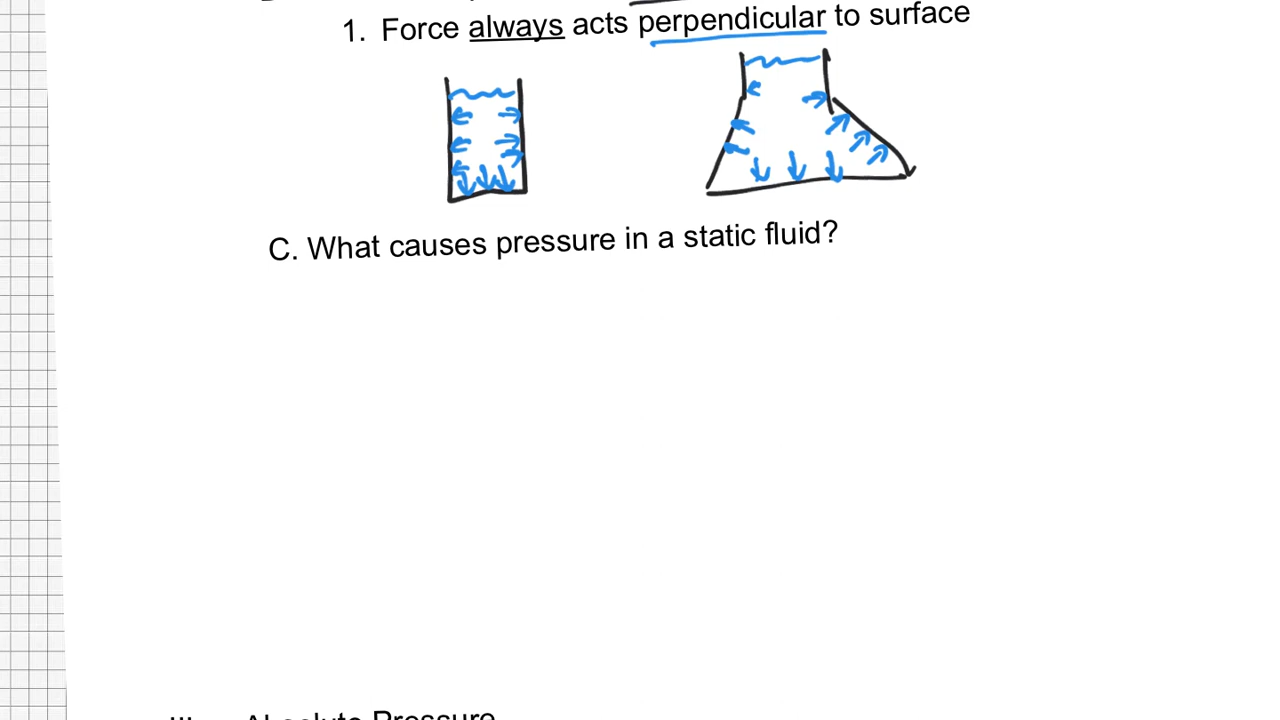 1. Force always acts perpendicular to surface
C. What causes pressure in a static fluid?
Absolute Pressure